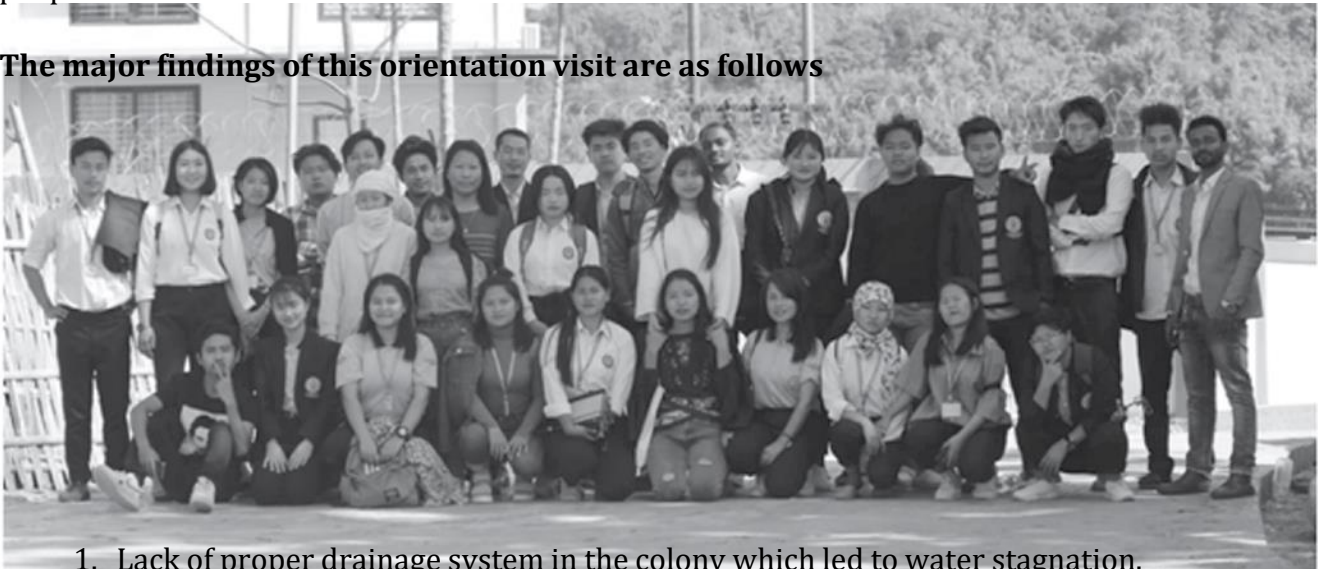 The major findings of this orientation visit are as follows
1. Lack of proper drainage system in the colony which led to water stagnation.